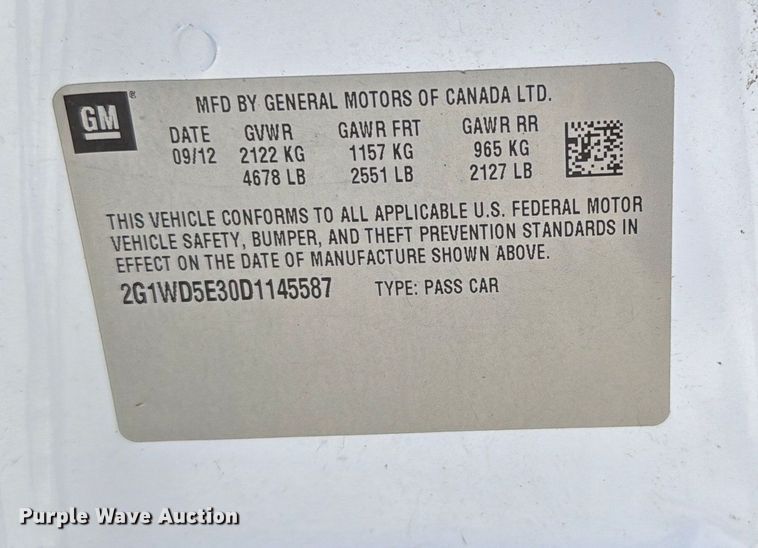 GM®
MFD BY GENERAL MOTORS OF CANADA LTD.
DATE GVWR GAWR FRT GAWR RR
09/12 2122 KG 1157 KG 965 KG
4678 LB 2551 LB 2127 LB
THIS VEHICLE CONFORMS TO ALL APPLICABLE U.S. FEDERAL MOTOR
VEHICLE SAFETY, BUMPER, AND THEFT PREVENTION STANDARDS IN
EFFECT ON THE DATE OF MANUFACTURE SHOWN ABOVE.
2G1WD5E30D1145587 TYPE: PASS CAR
Purple Wave Auction